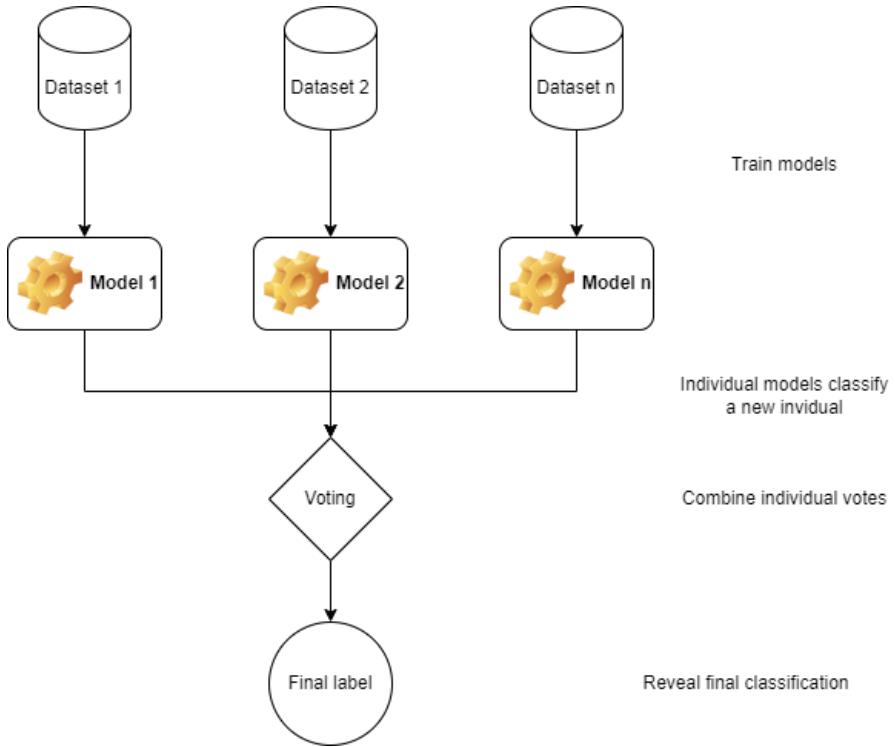 Dataset 1
Dataset 2
Dataset n
Train models
Model 1
Model 2
Model n
Individual models classify
a new invidual
Voting
Combine individual votes
Final label
Reveal final classification